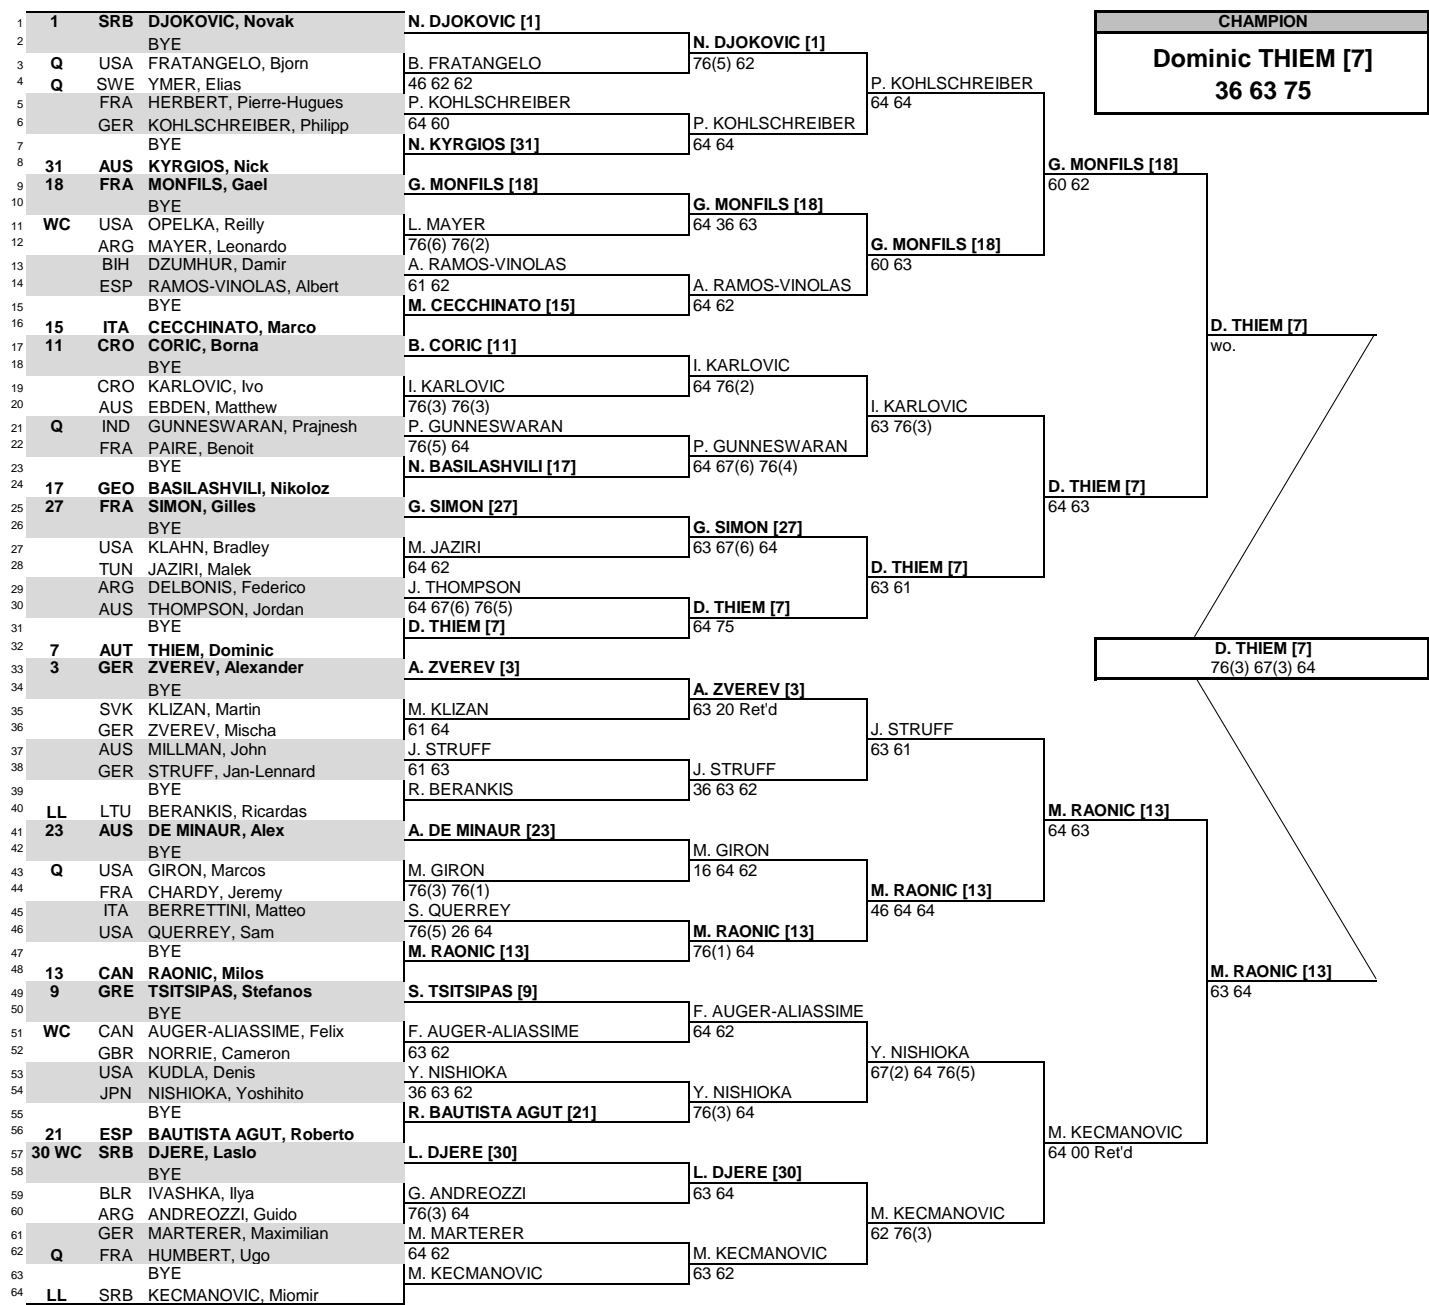 1 1 SRB DJOKOVIC, Novak
2 BYE
3 Q USA FRATANGELO, Bjorn
4 Q SWE YMER, Elias
5 FRA HERBERT, Pierre-Hugues
6 GER KOHLSCHREIBER, Philipp
7 BYE
8 31 AUS KYRGIOS, Nick
9 18 FRA MONFILS, Gael
10 BYE
11 WC USA OPELKA, Reilly
12 ARG MAYER, Leonardo
13 BIH DZUMHUR, Damir
14 ESP RAMOS-VINOLAS, Albert
15 BYE
16 15 ITA CECCHINATO, Marco
17 11 CRO CORIC, Borna
18 BYE
19 CRO KARLOVIC, Ivo
20 AUS EBDEN, Matthew
21 Q IND GUNNESWARAN, Prajnesh
22 FRA PAIRE, Benoit
23 BYE
24 17 GEO BASILASHVILI, Nikoloz
25 27 FRA SIMON, Gilles
26 BYE
27 USA KLAHN, Bradley
28 TUN JAZIRI, Malek
29 ARG DELBONIS, Federico
30 AUS THOMPSON, Jordan
31 BYE
32 7 AUT THIEM, Dominic
33 3 GER ZVEREV, Alexander
34 BYE
35 SVK KLIZAN, Martin
36 GER ZVEREV, Mischa
37 AUS MILLMAN, John
38 GER STRUFF, Jan-Lennard
39 BYE
40 LL LTU BERANKIS, Ricardas
41 23 AUS DE MINAUR, Alex
42 BYE
43 Q USA GIRON, Marcos
44 FRA CHARDY, Jeremy
45 ITA BERRETTINI, Matteo
46 USA QUERREY, Sam
47 BYE
48 13 CAN RAONIC, Milos
49 9 GRE TSITSIPAS, Stefanos
50 BYE
51 WC CAN AUGER-ALIASSIME, Felix
52 GBR NORRIE, Cameron
53 USA KUDLA, Denis
54 JPN NISHIOKA, Yoshihito
55 BYE
56 21 ESP BAUTISTA AGUT, Roberto
57 30 WC SRB DJERE, Laslo
58 BYE
59 BLR IVASHKA, Ilya
60 ARG ANDREOZZI, Guido
61 GER MARTERER, Maximilian
62 Q FRA HUMBERT, Ugo
63 BYE
64 LL SRB KECMANOVIC, Miomir
N. DJOKOVIC [1]
B. FRATANGELO
46 62 62
P. KOHLSCHREIBER
64 60
N. KYRGIOS [31]
G. MONFILS [18]
L. MAYER
76(6) 76(2)
A. RAMOS-VINOLAS
61 62
M. CECCHINATO [15]
B. CORIC [11]
I. KARLOVIC
76(3) 76(3)
P. GUNNESWARAN
76(5) 64
N. BASILASHVILI [17]
G. SIMON [27]
M. JAZIRI
64 62
J. THOMPSON
64 67(6) 76(5)
D. THIEM [7]
A. ZVEREV [3]
M. KLIZAN
61 64
J. STRUFF
61 63
R. BERANKIS
A. DE MINAUR [23]
M. GIRON
76(3) 76(1)
S. QUERREY
76(5) 26 64
M. RAONIC [13]
S. TSITSIPAS [9]
F. AUGER-ALIASSIME
63 62
Y. NISHIOKA
36 63 62
R. BAUTISTA AGUT [21]
L. DJERE [30]
G. ANDREOZZI
76(3) 64
M. MARTERER
64 62
M. KECMANOVIC
N. DJOKOVIC [1]
76(5) 62
P. KOHLSCHREIBER
64 64
G. MONFILS [18]
64 36 63
A. RAMOS-VINOLAS
64 62
I. KARLOVIC
64 76(2)
P. GUNNESWARAN
64 67(6) 76(4)
G. SIMON [27]
63 67(6) 64
D. THIEM [7]
64 75
A. ZVEREV [3]
63 20 Ret'd
J. STRUFF
36 63 62
M. GIRON
16 64 62
M. RAONIC [13]
76(1) 64
F. AUGER-ALIASSIME
64 62
Y. NISHIOKA
76(3) 64
L. DJERE [30]
63 64
M. KECMANOVIC
63 62
P. KOHLSCHREIBER
64 64
G. MONFILS [18]
60 63
I. KARLOVIC
63 76(3)
D. THIEM [7]
63 61
J. STRUFF
63 61
M. RAONIC [13]
46 64 64
Y. NISHIOKA
67(2) 64 76(5)
M. KECMANOVIC
62 76(3)
G. MONFILS [18]
60 62
D. THIEM [7]
64 63
M. RAONIC [13]
64 63
M. KECMANOVIC
64 00 Ret'd
D. THIEM [7]
wo.
M. RAONIC [13]
63 64
D. THIEM [7]
76(3) 67(3) 64
CHAMPION
Dominic THIEM [7]
36 63 75